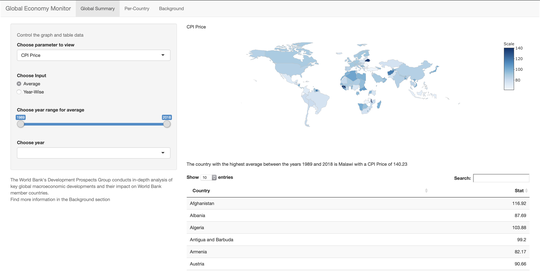 Global Economy Monitor
Global Summary
Per-Country
Background
Control the graph and table data
Choose parameter to view
CPI Price
Choose Input
Average
Year-Wise
Choose year range for average
1989
2018
Choose year
The World Bank's Development Prospects Group conducts in-depth analysis of
key global macroeconomic developments and their impact on World Bank
member countries.
Find more information in the Background section
CPI Price
Scale
140
120
100
80
The country with the highest average between the years 1989 and 2018 is Malawi with a CPI Price of 140.23
Show 10 entries
Search:
Country
Stat
Afghanistan
118.92
Albania
87.69
Algeria
103.88
Antigua and Barbuda
99.2
Armenia
82.17
Austria
90.66